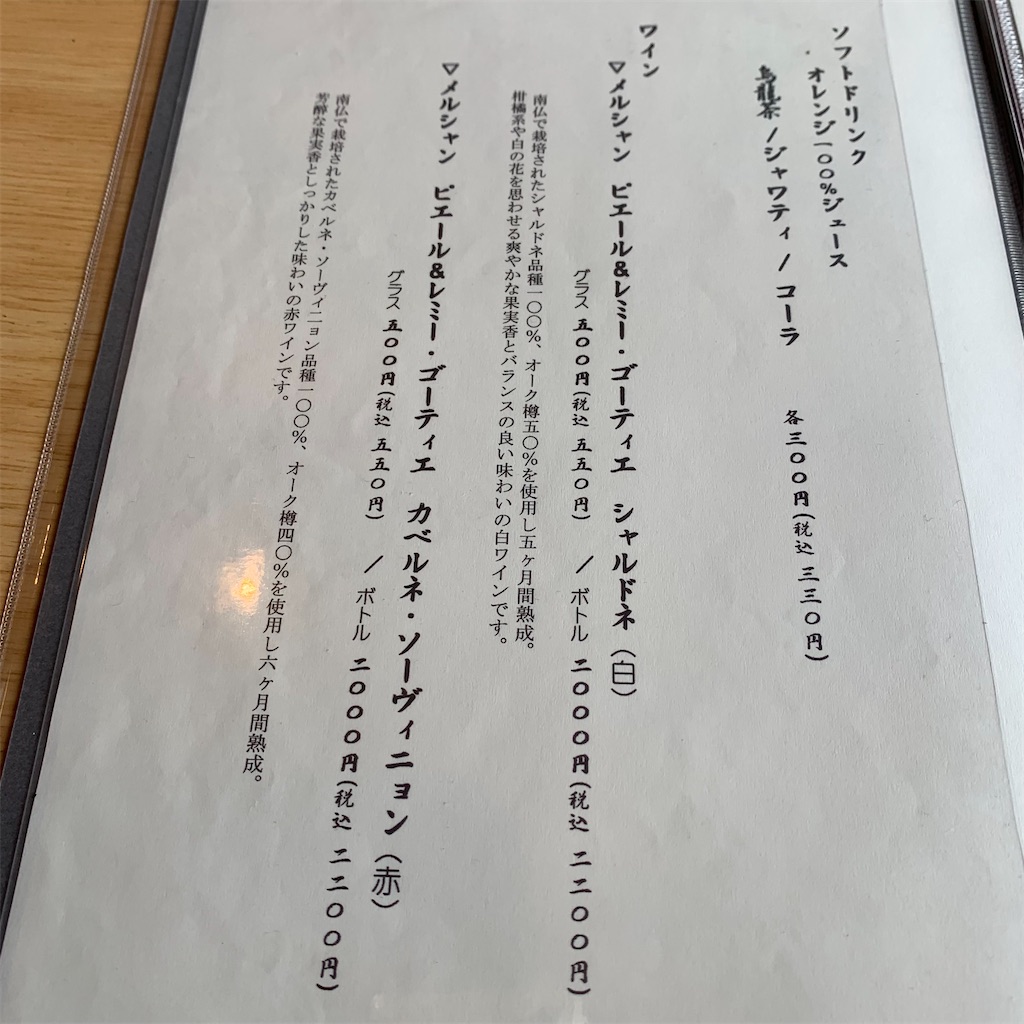 ソフトドリンク
オレンジ一〇〇%ジュース
烏龍茶 / ジャワティ / コーラ 各三〇〇円(税込 三三〇円)
ワイン
▽メルシャン ピエール&レミー・ゴーティエ シャルドネ(白)
グラス 五〇〇円(税込 五五〇円) / ボトル 二〇〇〇円(税込 二二〇〇円)
南仏で栽培されたシャルドネ品種一〇〇%、オーク樽五〇%を使用し五ヶ月間熟成。
柑橘系や白の花を思わせる爽やかな果実香とバランスの良い味わいの白ワインです。
▽メルシャン ピエール&レミー・ゴーティエ カベルネ・ソーヴィニヨン(赤)
グラス 五〇〇円(税込 五五〇円) / ボトル 二〇〇〇円(税込 二二〇〇円)
南仏で栽培されたカベルネ・ソーヴィニヨン品種一〇〇%、オーク樽四〇%を使用し六ヶ月間熟成。
芳醇な果実香としっかりした味わいの赤ワインです。